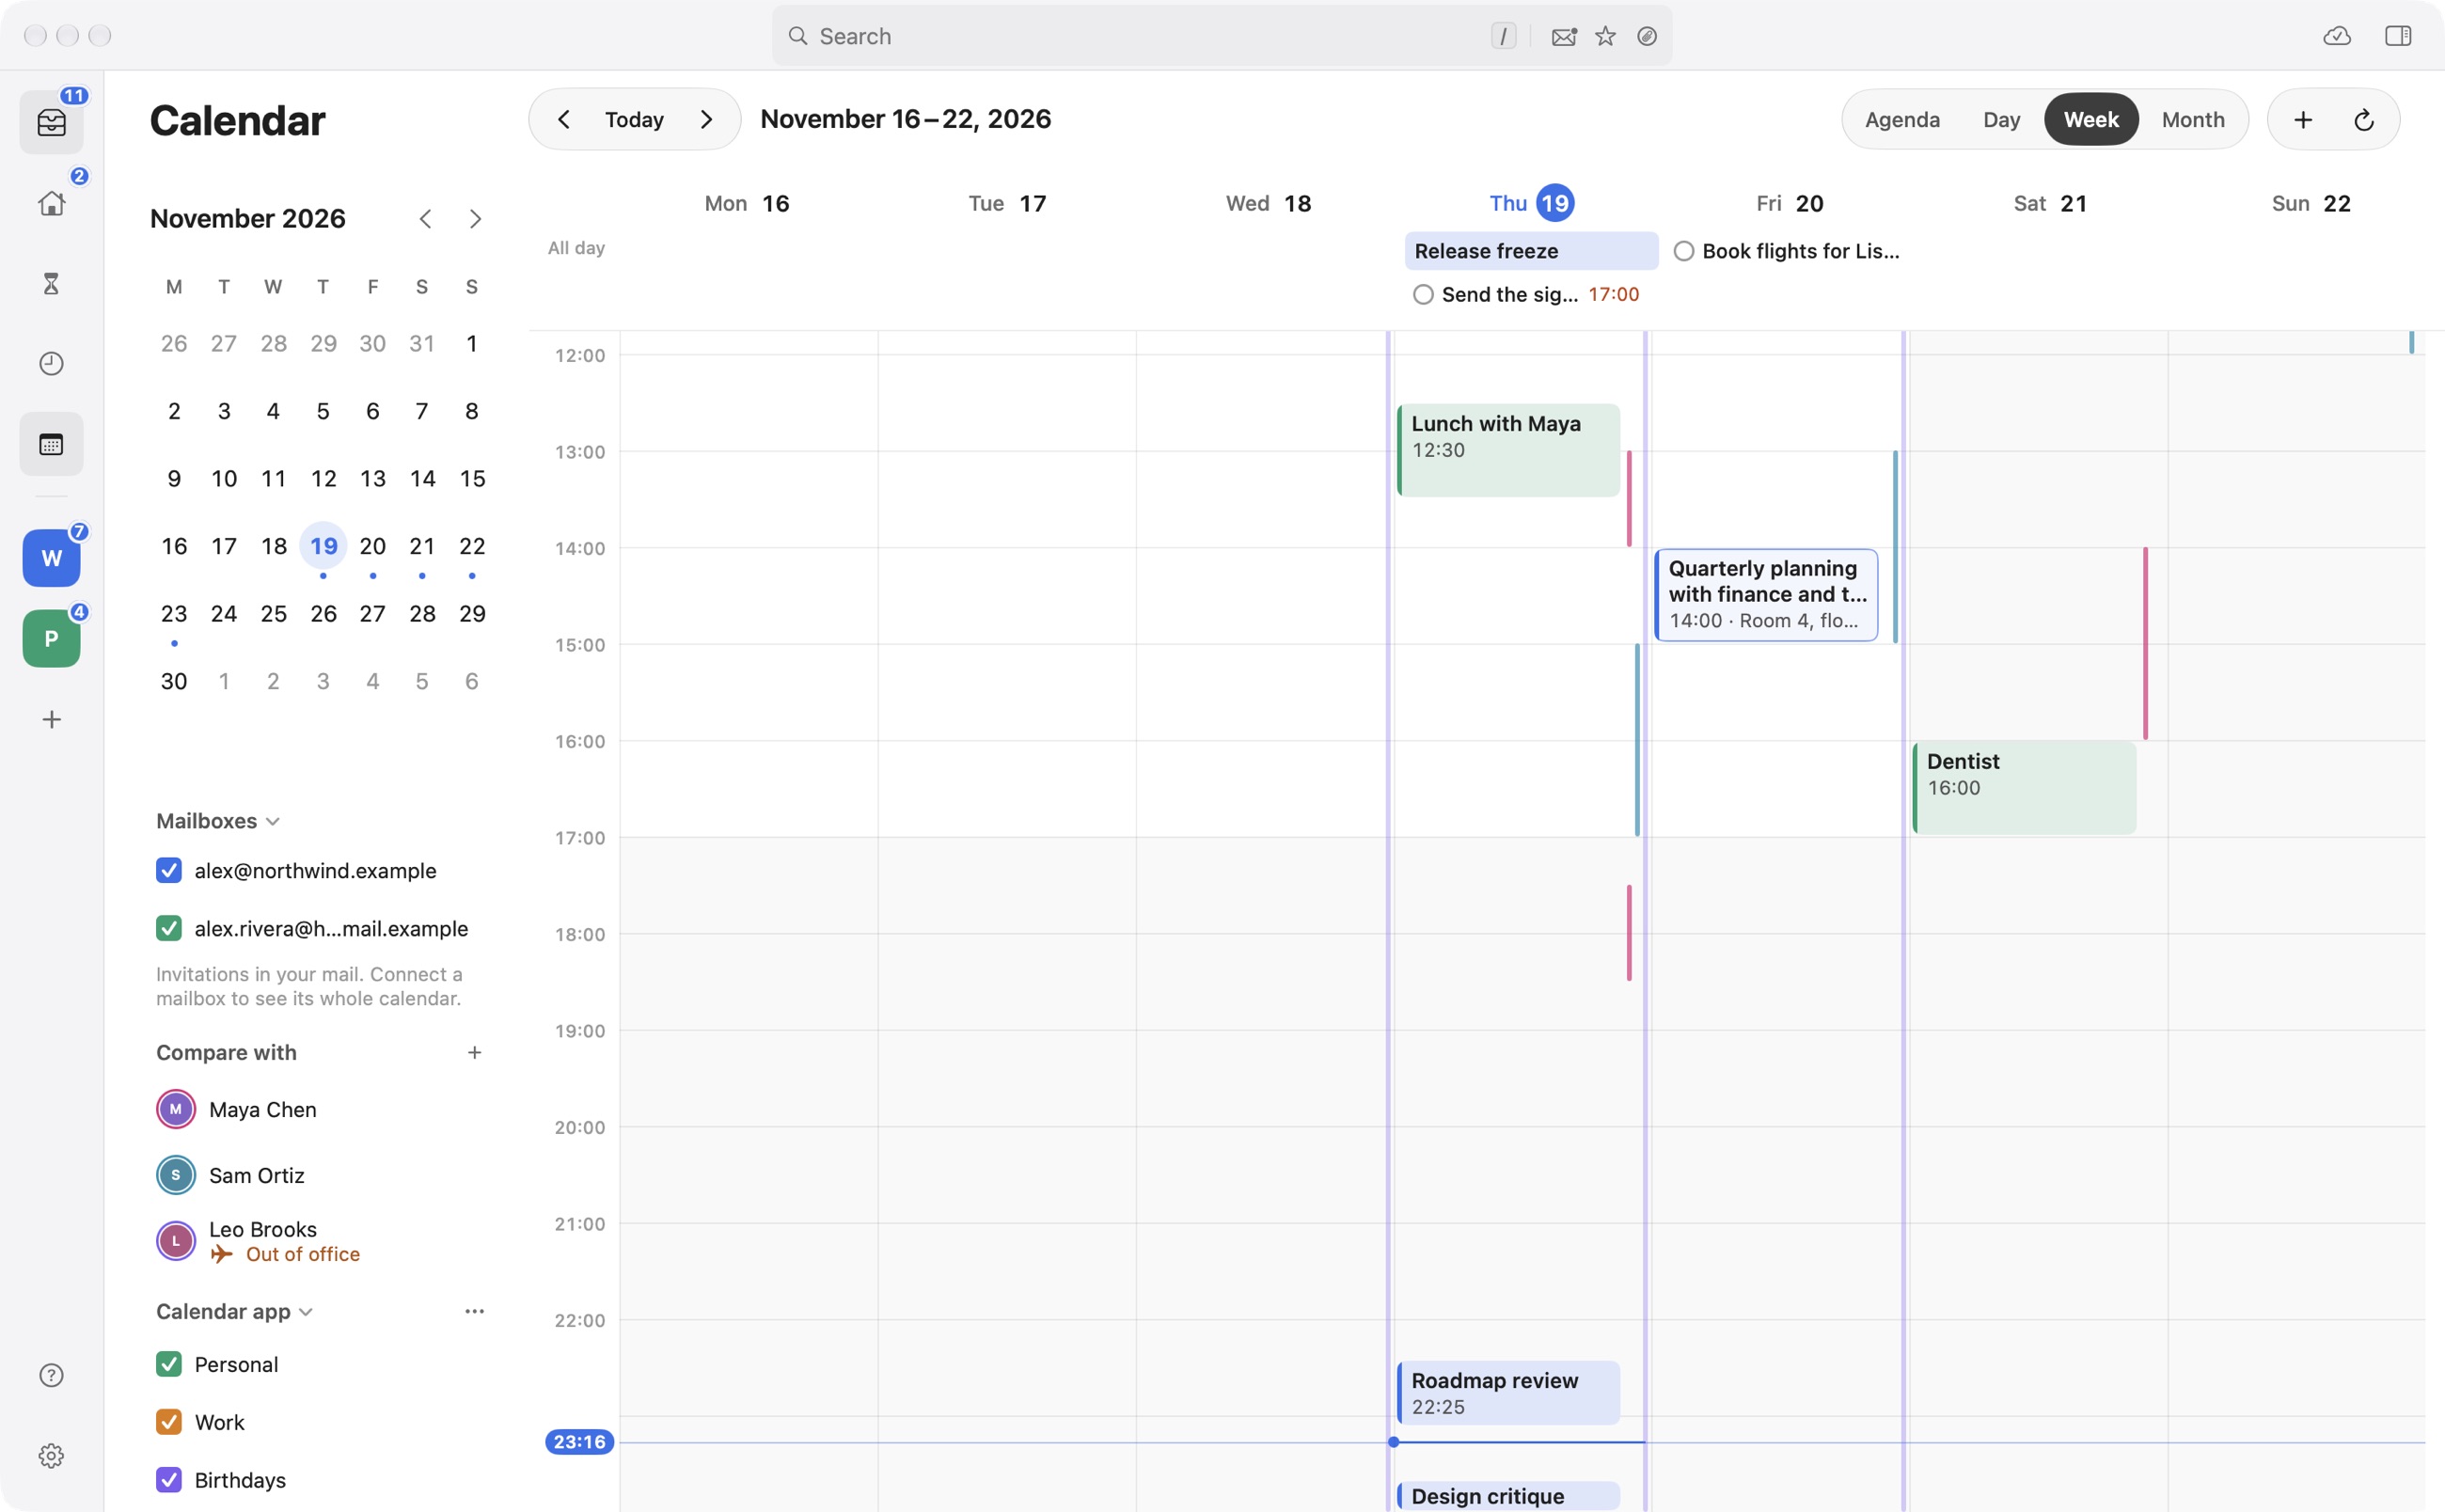 Search
/
11
2
7
W
4
P
Calendar
Today
November 16–22, 2026
Agenda
Day
Week
Month
November 2026
M T W T F S S
26 27 28 29 30 31 1
2 3 4 5 6 7 8
9 10 11 12 13 14 15
16 17 18 19 20 21 22
23 24 25 26 27 28 29
30 1 2 3 4 5 6
Mailboxes
alex@northwind.example
alex.rivera@h...mail.example
Invitations in your mail. Connect a
mailbox to see its whole calendar.
Compare with
M Maya Chen
S Sam Ortiz
L Leo Brooks
Out of office
Calendar app
Personal
Work
Birthdays
Mon 16
Tue 17
Wed 18
Thu 19
Fri 20
Sat 21
Sun 22
All day
Release freeze
Book flights for Lis...
Send the sig... 17:00
12:00
13:00
14:00
15:00
16:00
17:00
18:00
19:00
20:00
21:00
22:00
23:16
Lunch with Maya
12:30
Quarterly planning
with finance and t...
14:00 · Room 4, flo...
Dentist
16:00
Roadmap review
22:25
Design critique